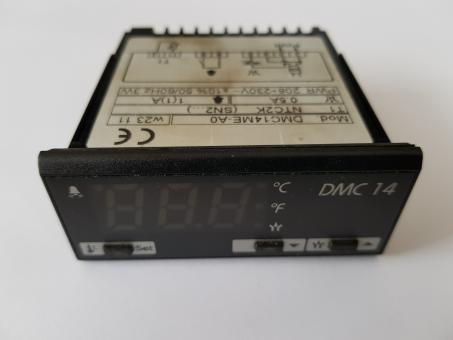 PWR 208-230V ±10% 50/60Hz 3W
0.5A 1(1)A
T1 NTC2K (SN2...)
Mod DMC14ME-A0 W23 11
CE
°C DMC 14
°F
Set